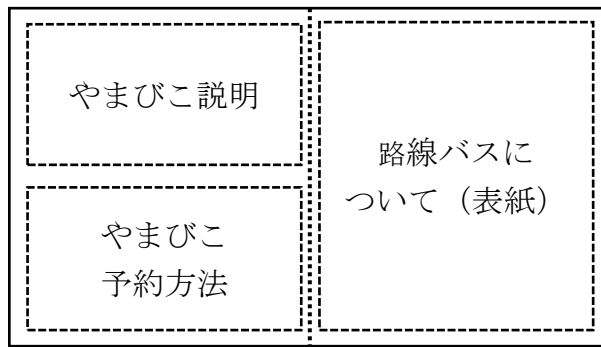 やまびこ説明
やまびこ
予約方法
路線バスに
ついて（表紙）